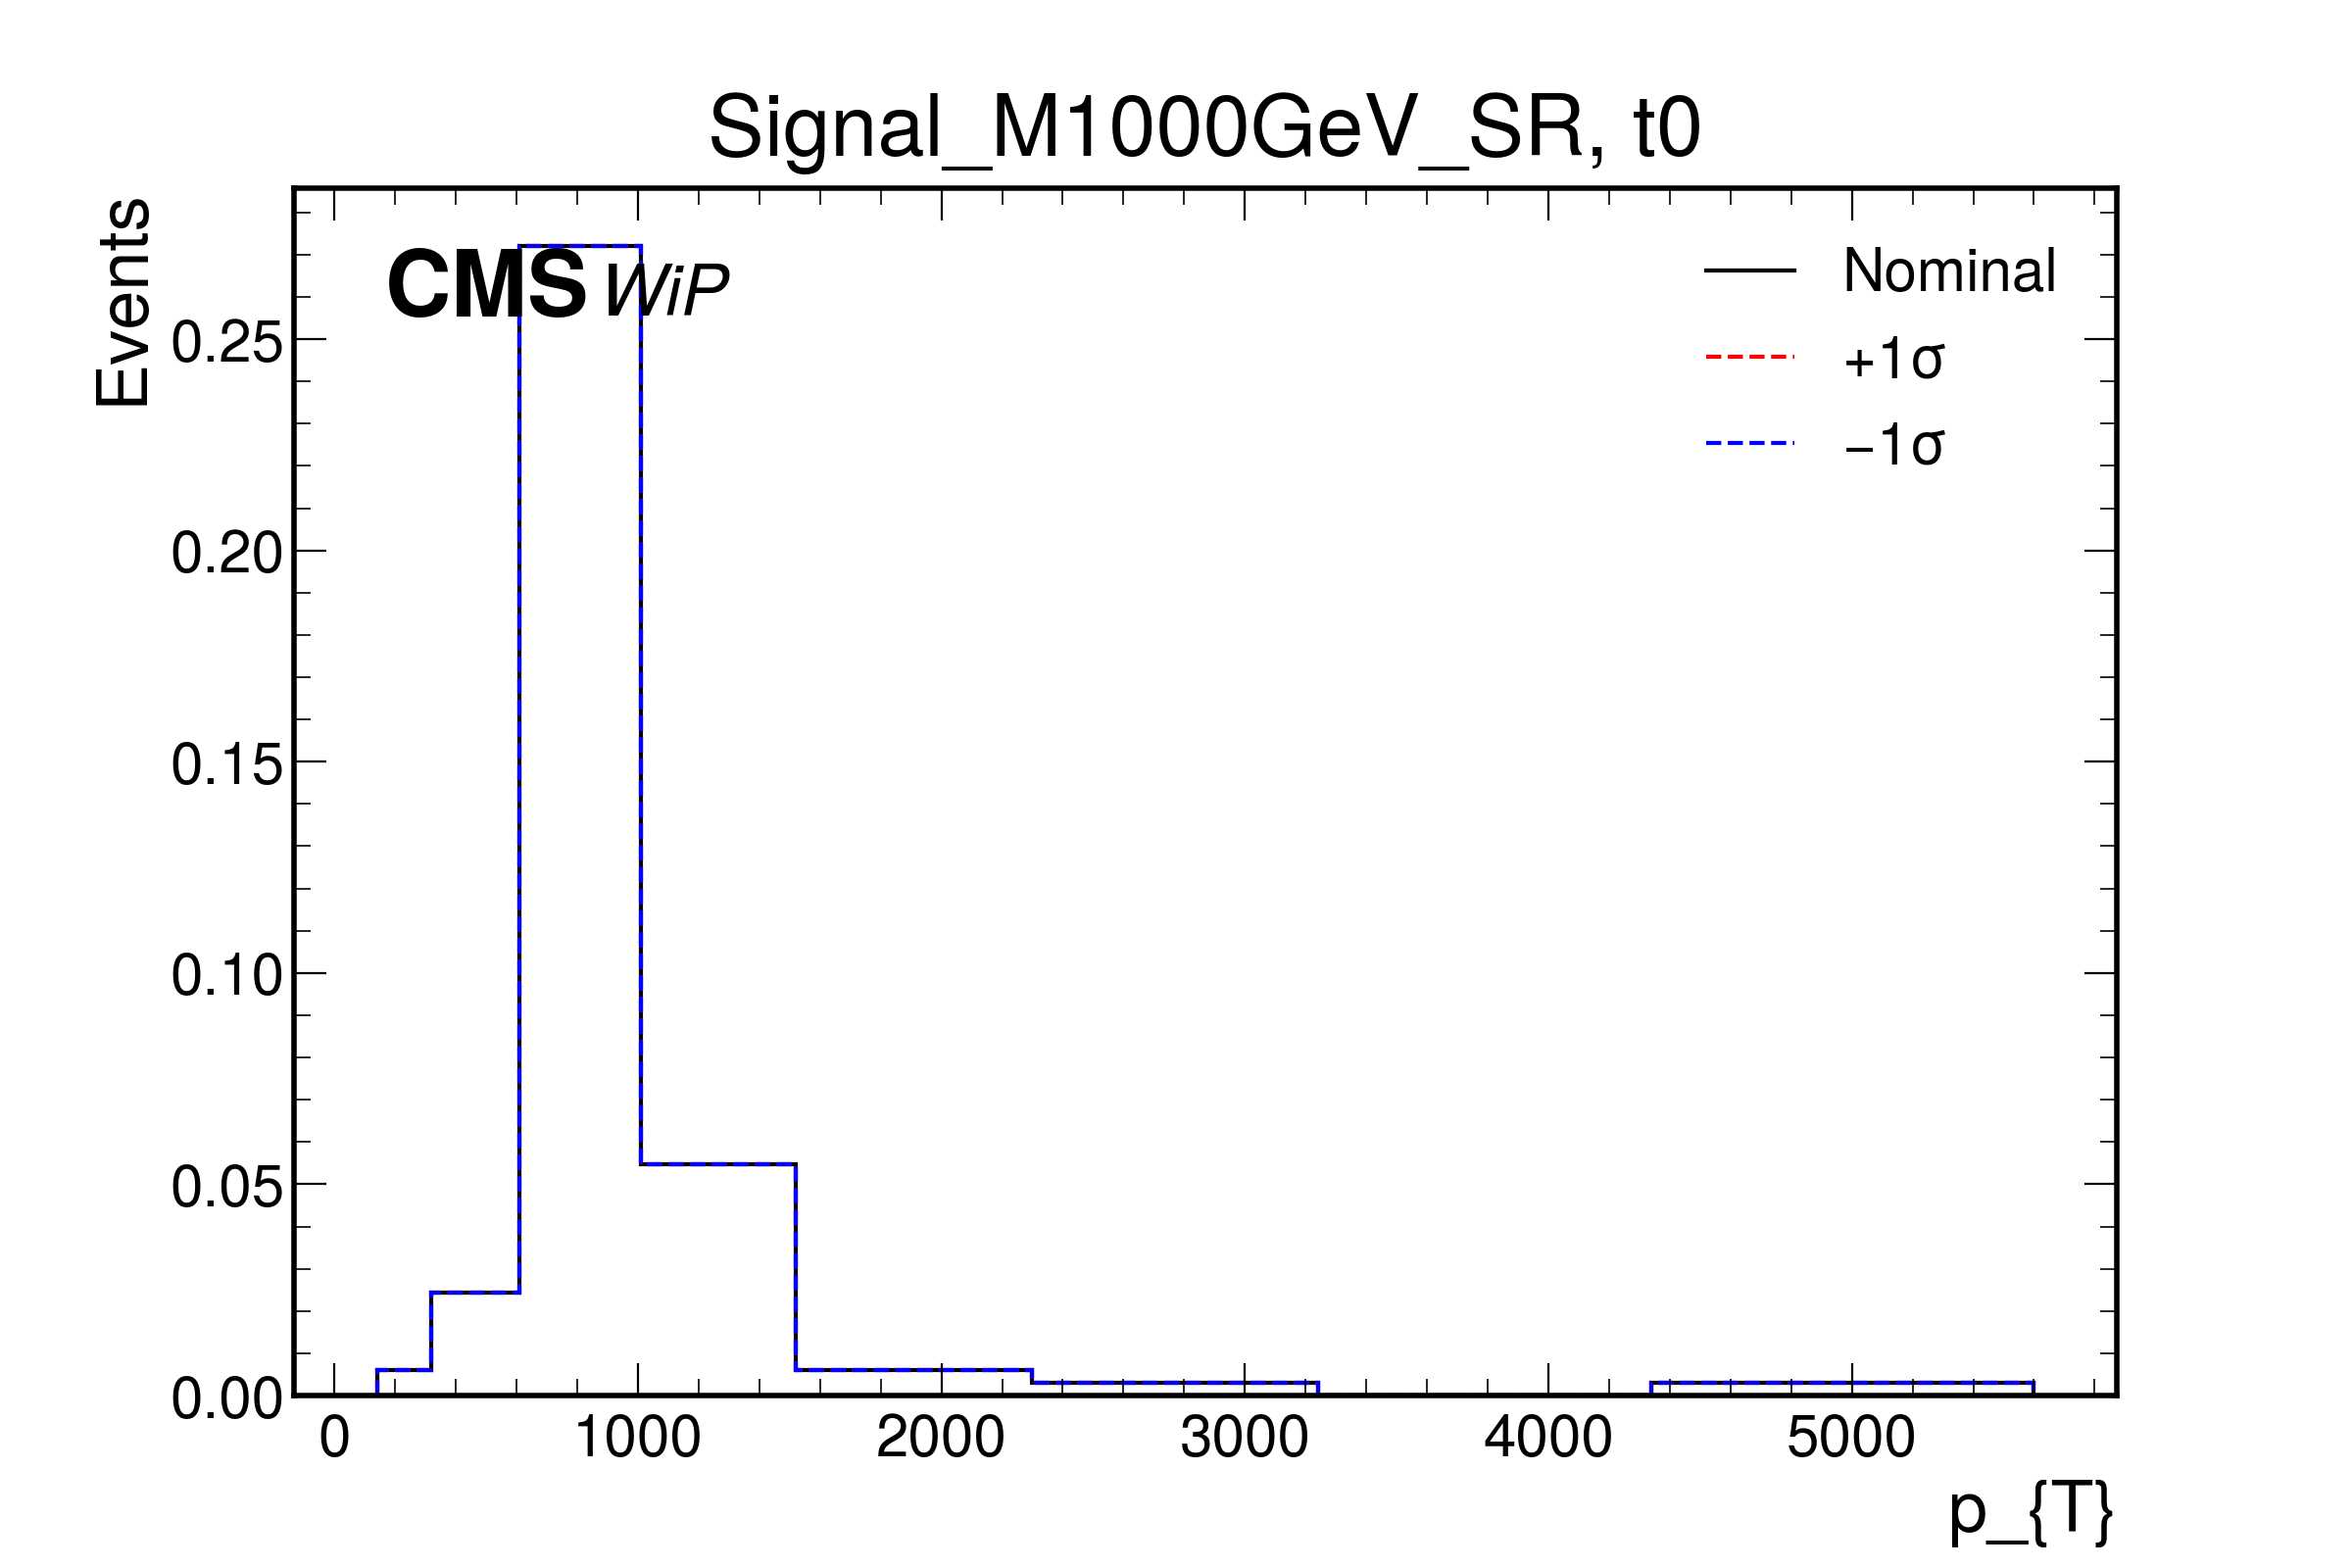 Signal_M1000GeV_SR, t0
Events
CMS WiP
Nominal
+1σ
−1σ
0.25
0.20
0.15
0.10
0.05
0.00
0 1000 2000 3000 4000 5000
p_{T}